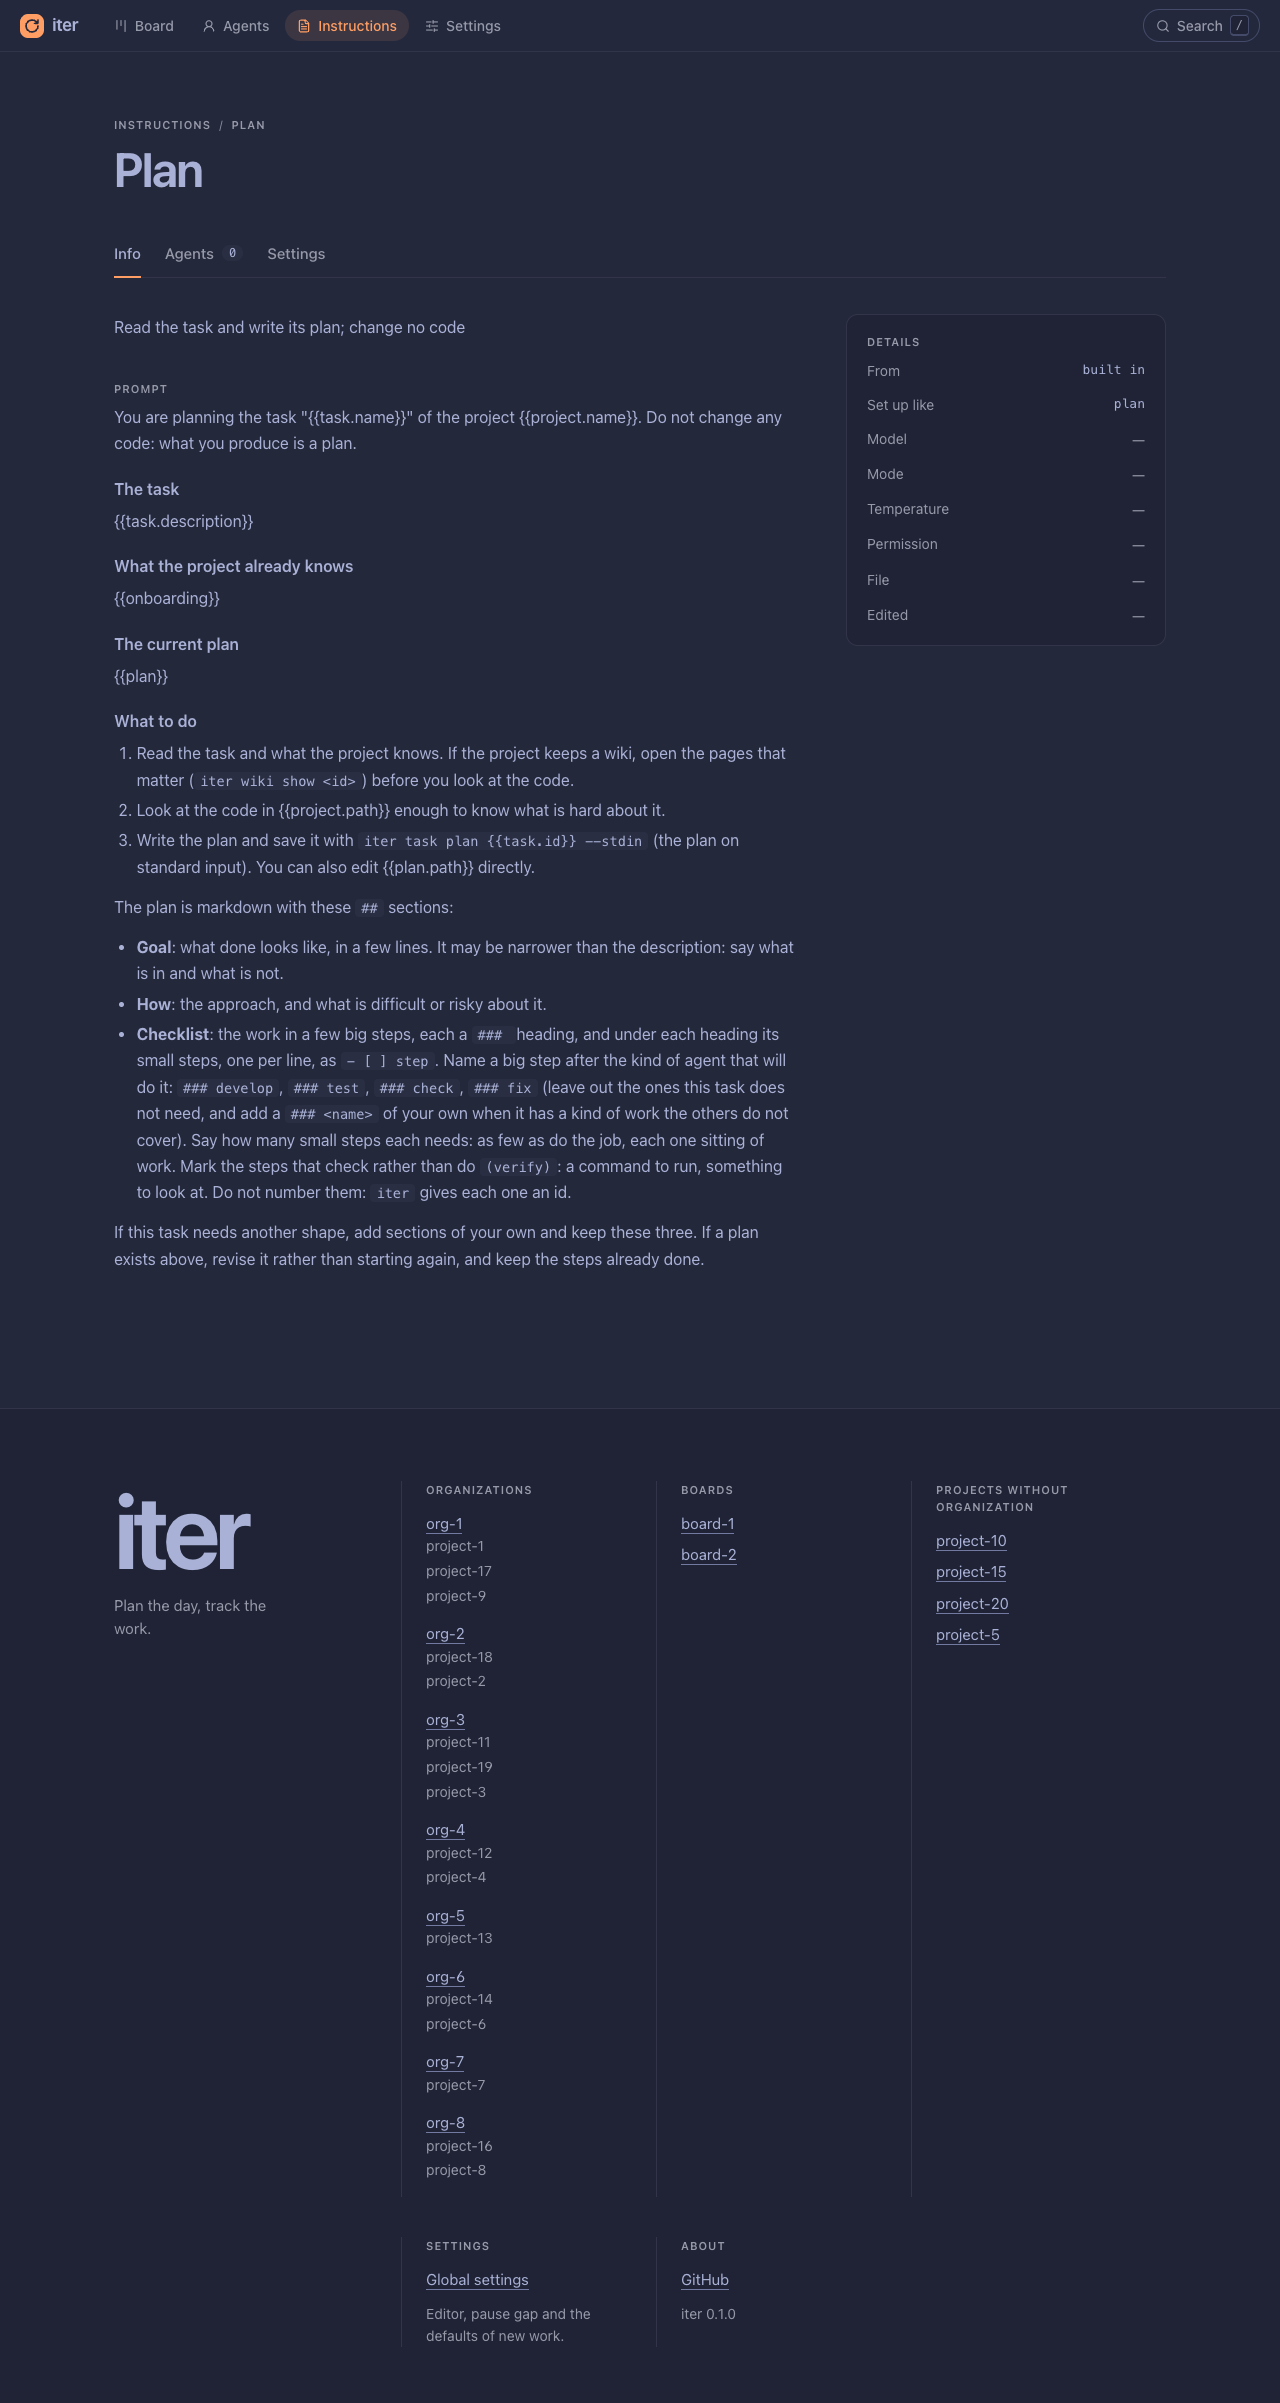 iter
Board
Agents
Instructions
Settings
Search /
INSTRUCTIONS / PLAN
Plan
Info
Agents 0
Settings
Read the task and write its plan; change no code
PROMPT
You are planning the task "{{task.name}}" of the project {{project.name}}. Do not change any
code: what you produce is a plan.
The task
{{task.description}}
What the project already knows
{{onboarding}}
The current plan
{{plan}}
What to do
1. Read the task and what the project knows. If the project keeps a wiki, open the pages that
matter ( iter wiki show <id> ) before you look at the code.
2. Look at the code in {{project.path}} enough to know what is hard about it.
3. Write the plan and save it with iter task plan {{task.id}} --stdin (the plan on
standard input). You can also edit {{plan.path}} directly.
The plan is markdown with these ## sections:
• Goal: what done looks like, in a few lines. It may be narrower than the description: say what
is in and what is not.
• How: the approach, and what is difficult or risky about it.
• Checklist: the work in a few big steps, each a ### heading, and under each heading its
small steps, one per line, as - [ ] step . Name a big step after the kind of agent that will
do it: ### develop , ### test , ### check , ### fix (leave out the ones this task does
not need, and add a ### <name> of your own when it has a kind of work the others do not
cover). Say how many small steps each needs: as few as do the job, each one sitting of
work. Mark the steps that check rather than do (verify) : a command to run, something
to look at. Do not number them: iter gives each one an id.
If this task needs another shape, add sections of your own and keep these three. If a plan
exists above, revise it rather than starting again, and keep the steps already done.
DETAILS
From built in
Set up like plan
Model —
Mode —
Temperature —
Permission —
File —
Edited —
iter
Plan the day, track the
work.
ORGANIZATIONS
org-1
project-1
project-17
project-9
org-2
project-18
project-2
org-3
project-11
project-19
project-3
org-4
project-12
project-4
org-5
project-13
org-6
project-14
project-6
org-7
project-7
org-8
project-16
project-8
BOARDS
board-1
board-2
PROJECTS WITHOUT
ORGANIZATION
project-10
project-15
project-20
project-5
SETTINGS
Global settings
Editor, pause gap and the
defaults of new work.
ABOUT
GitHub
iter 0.1.0